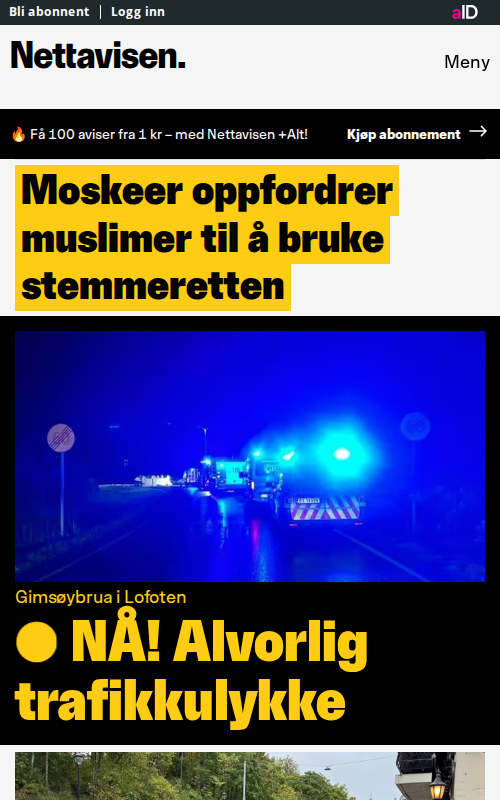 Bli abonnent
Logg inn
aID
Nettavisen.
Meny
🔥 Få 100 aviser fra 1 kr – med Nettavisen +Alt!
Kjøp abonnement →
Moskeer oppfordrer
muslimer til å bruke
stemmeretten
Gimsøybrua i Lofoten
NÅ! Alvorlig
trafikkulykke